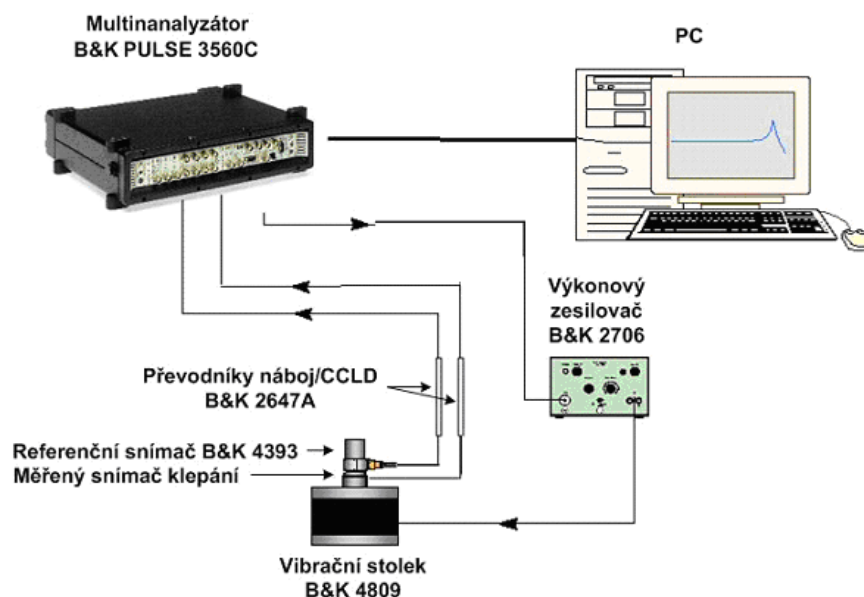 Multinanalyzátor
B&K PULSE 3560C
PC
Výkonový
zesilovač
B&K 2706
Převodníky náboj/CCLD
B&K 2647A
Referenční snímač B&K 4393
Měřený snímač klepání
Vibrační stolek
B&K 4809